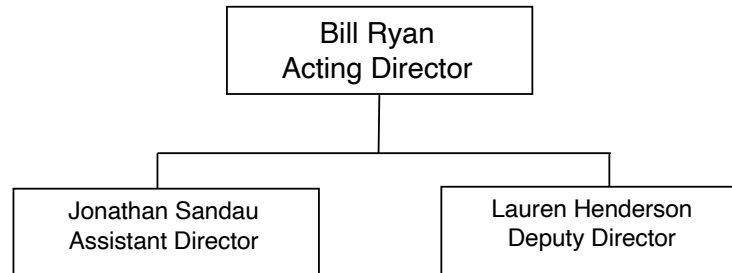 Bill Ryan
Acting Director
Jonathan Sandau
Assistant Director
Lauren Henderson
Deputy Director